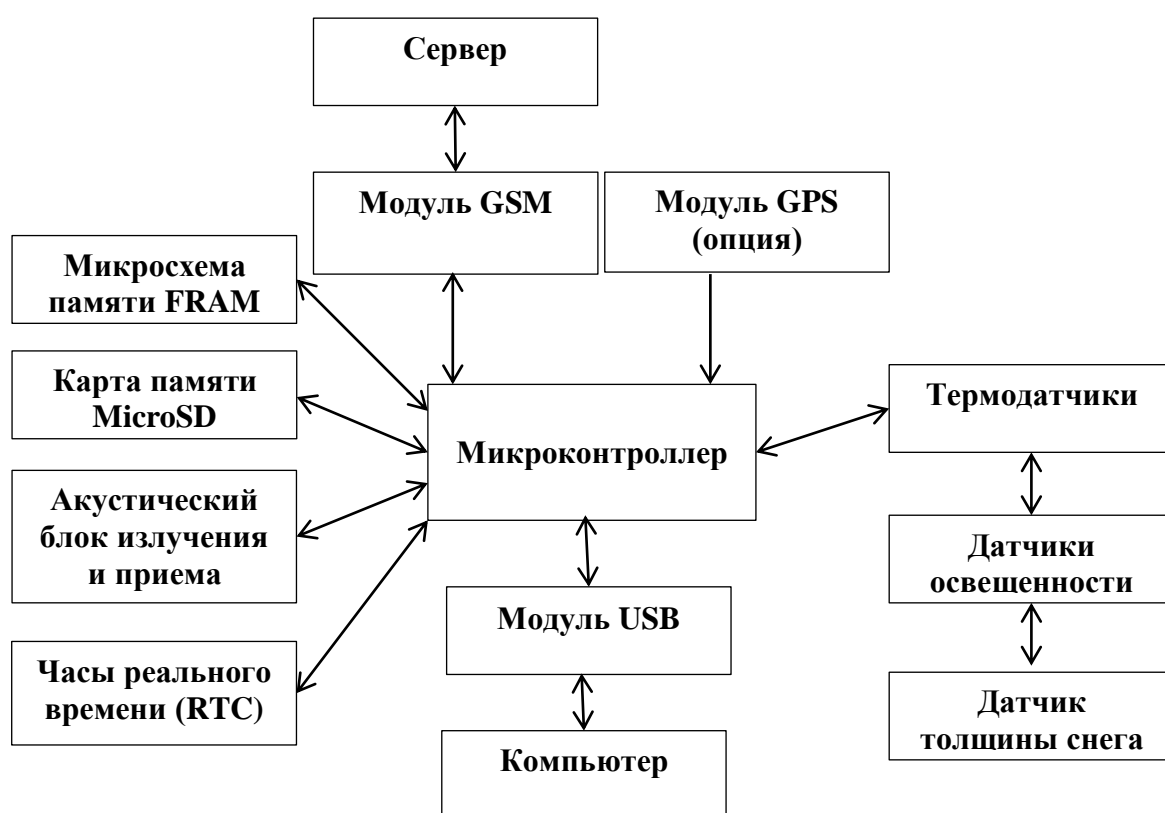 Сервер
Модуль GSM
Модуль GPS
(опция)
Микросхема
памяти FRAM
Карта памяти
MicroSD
Акустический
блок излучения
и приема
Часы реального
времени (RTC)
Микроконтроллер
Модуль USB
Компьютер
Термодатчики
Датчики
освещенности
Датчик
толщины снега